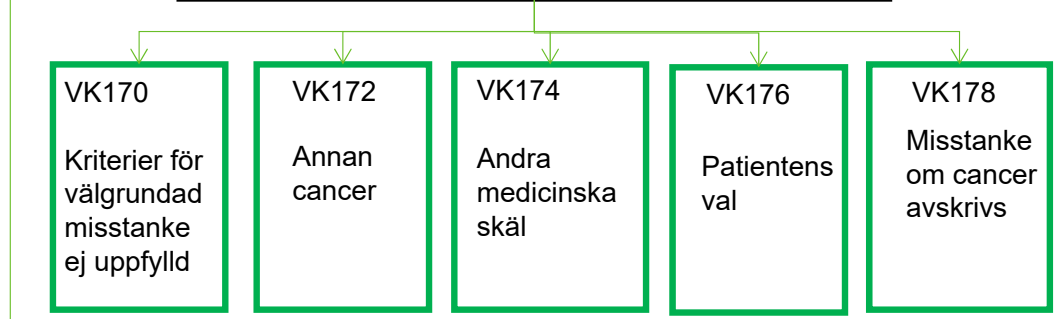 VK170
Kriterier för
välgrundad
misstanke
ej uppfylld
VK172
Annan
cancer
VK174
Andra
medicinska
skäl
VK176
Patientens
val
VK178
Misstanke
om cancer
avskrivs